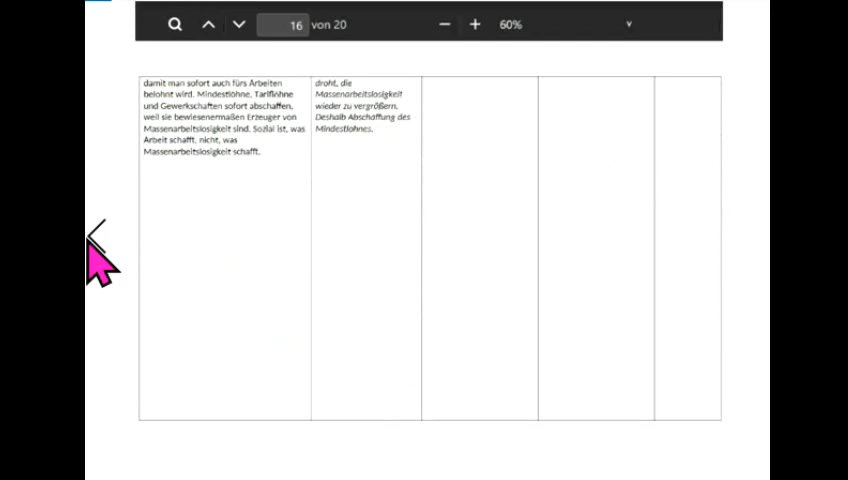 16 von 20
60%
damit man sofort auch fürs Arbeiten
belohnt wird. Mindestlöhne, Tariflöhne
und Gewerkschaften sofort abschaffen,
weil sie bewiesenermaßen Erzeuger von
Massenarbeitslosigkeit sind. Sozial ist, was
Arbeit schafft, nicht, was
Massenarbeitslosigkeit schafft.
droht, die
Massenarbeitslosigkeit
wieder zu vergrößern.
Deshalb Abschaffung des
Mindestlohnes.